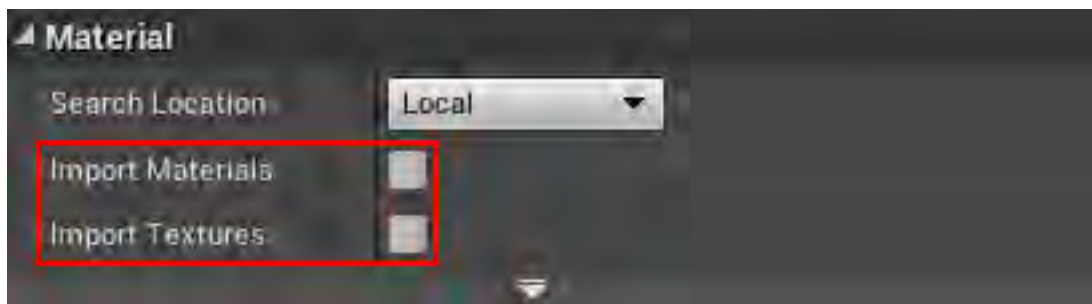 Material
Search Location Local
Import Materials
Import Textures